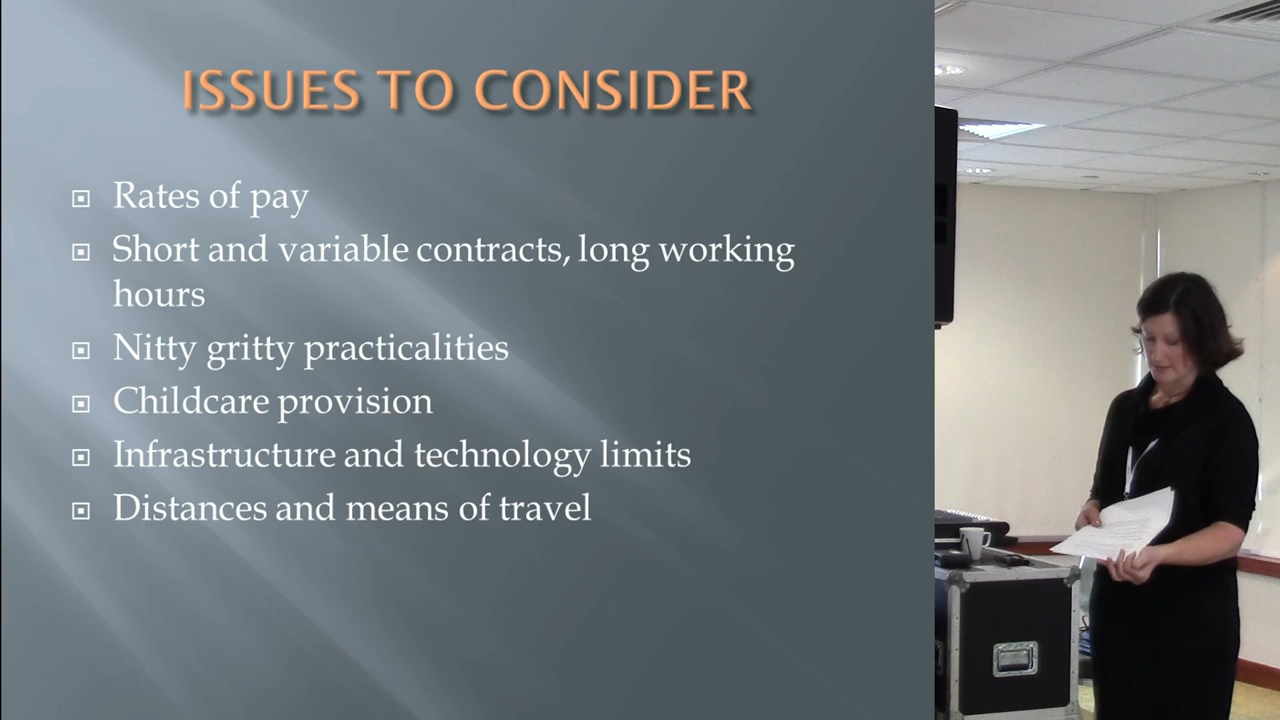 ISSUES TO CONSIDER
Rates of pay
Short and variable contracts, long working
hours
Nitty gritty practicalities
Childcare provision
Infrastructure and technology limits
Distances and means of travel